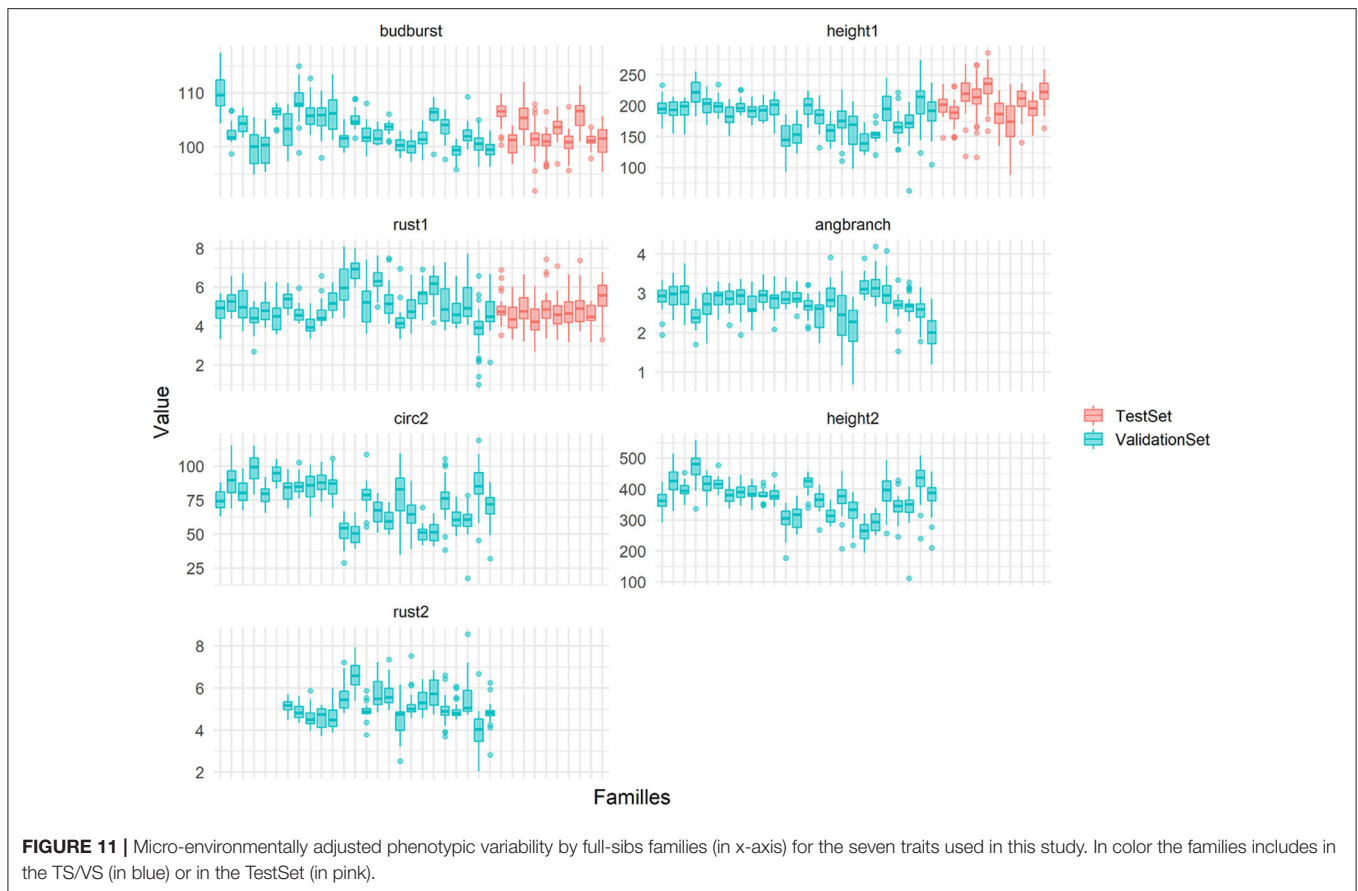 budburst
height1
110
100
250
200
150
100
rust1
angbranch
8
6
4
2
4
3
2
1
Value
circ2
height2
100
75
50
25
500
400
300
200
100
TestSet
ValidationSet
rust2
8
6
4
2
Familles
FIGURE 11 | Micro-environmentally adjusted phenotypic variability by full-sibs families (in x-axis) for the seven traits used in this study. In color the families includes in
the TS/VS (in blue) or in the TestSet (in pink).